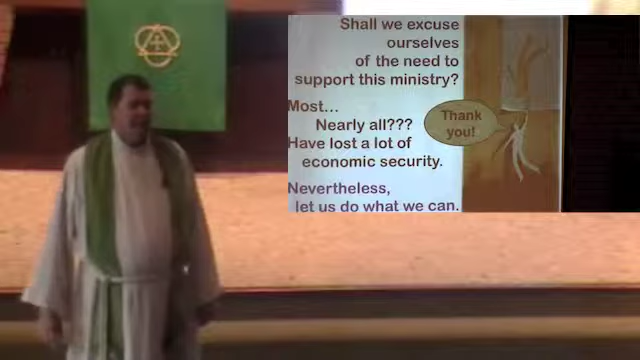 Shall we excuse
ourselves
of the need to
support this ministry?
Most...
Nearly all???
Have lost a lot of
economic security.
Nevertheless,
let us do what we can.
Thank
you!